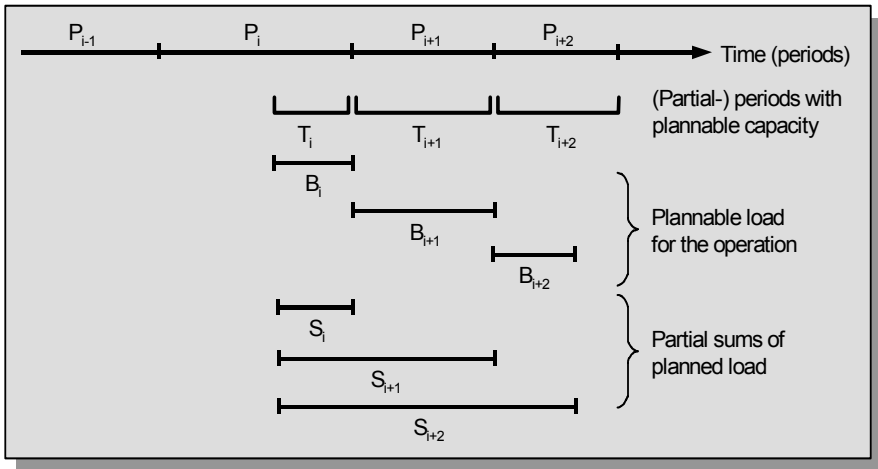 P_{i-1} P_i P_{i+1} P_{i+2}
Time (periods)
(Partial-) periods with
plannable capacity
T_i T_{i+1} T_{i+2}
B_i
B_{i+1}
B_{i+2}
Plannable load
for the operation
S_i
S_{i+1}
S_{i+2}
Partial sums of
planned load